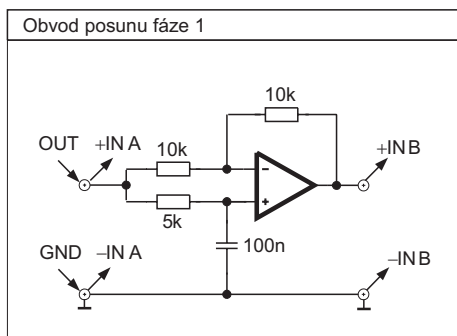 Obvod posunu fáze 1
10k
OUT +IN A 10k +IN B
5k
100n
GND –IN A –IN B